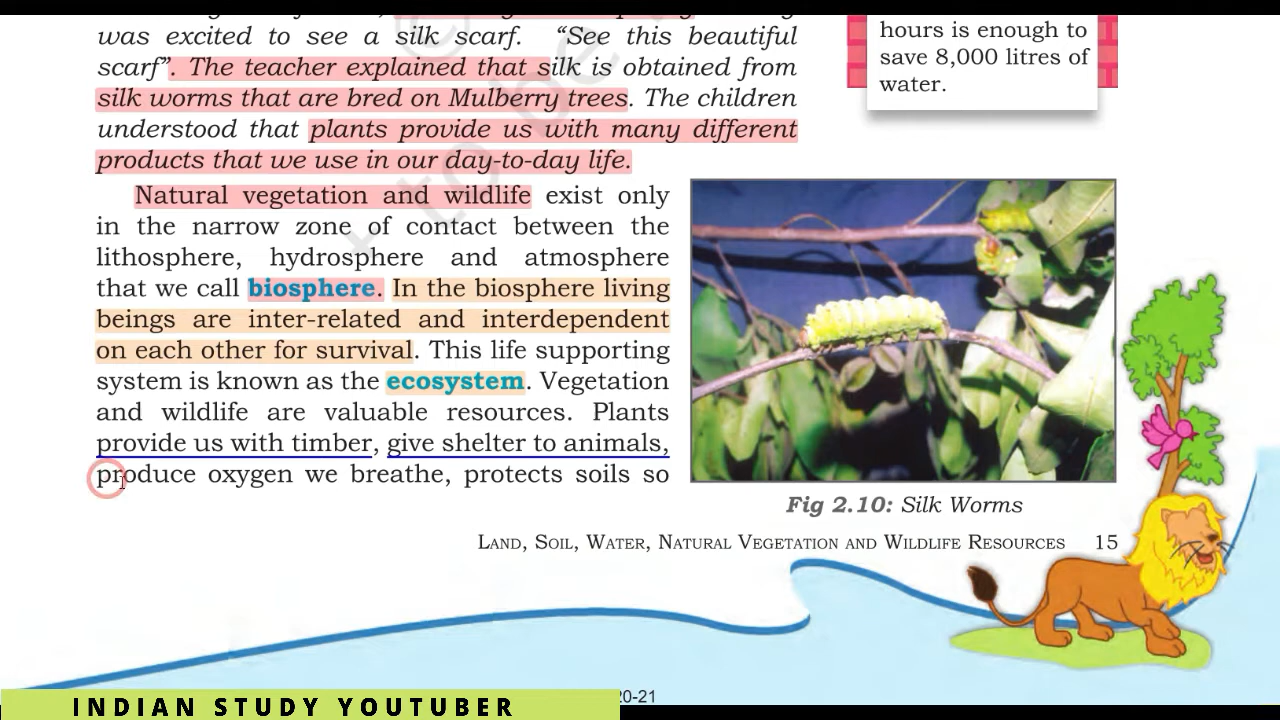 was excited to see a silk scarf. “See this beautiful
scarf”. The teacher explained that silk is obtained from
silk worms that are bred on Mulberry trees. The children
understood that plants provide us with many different
products that we use in our day-to-day life.
hours is enough to
save 8,000 litres of
water.
Natural vegetation and wildlife exist only
in the narrow zone of contact between the
lithosphere, hydrosphere and atmosphere
that we call biosphere. In the biosphere living
beings are inter-related and interdependent
on each other for survival. This life supporting
system is known as the ecosystem. Vegetation
and wildlife are valuable resources. Plants
provide us with timber, give shelter to animals,
produce oxygen we breathe, protects soils so
Fig 2.10: Silk Worms
Land, Soil, Water, Natural Vegetation and Wildlife Resources 15
20-21
INDIAN STUDY YOUTUBER